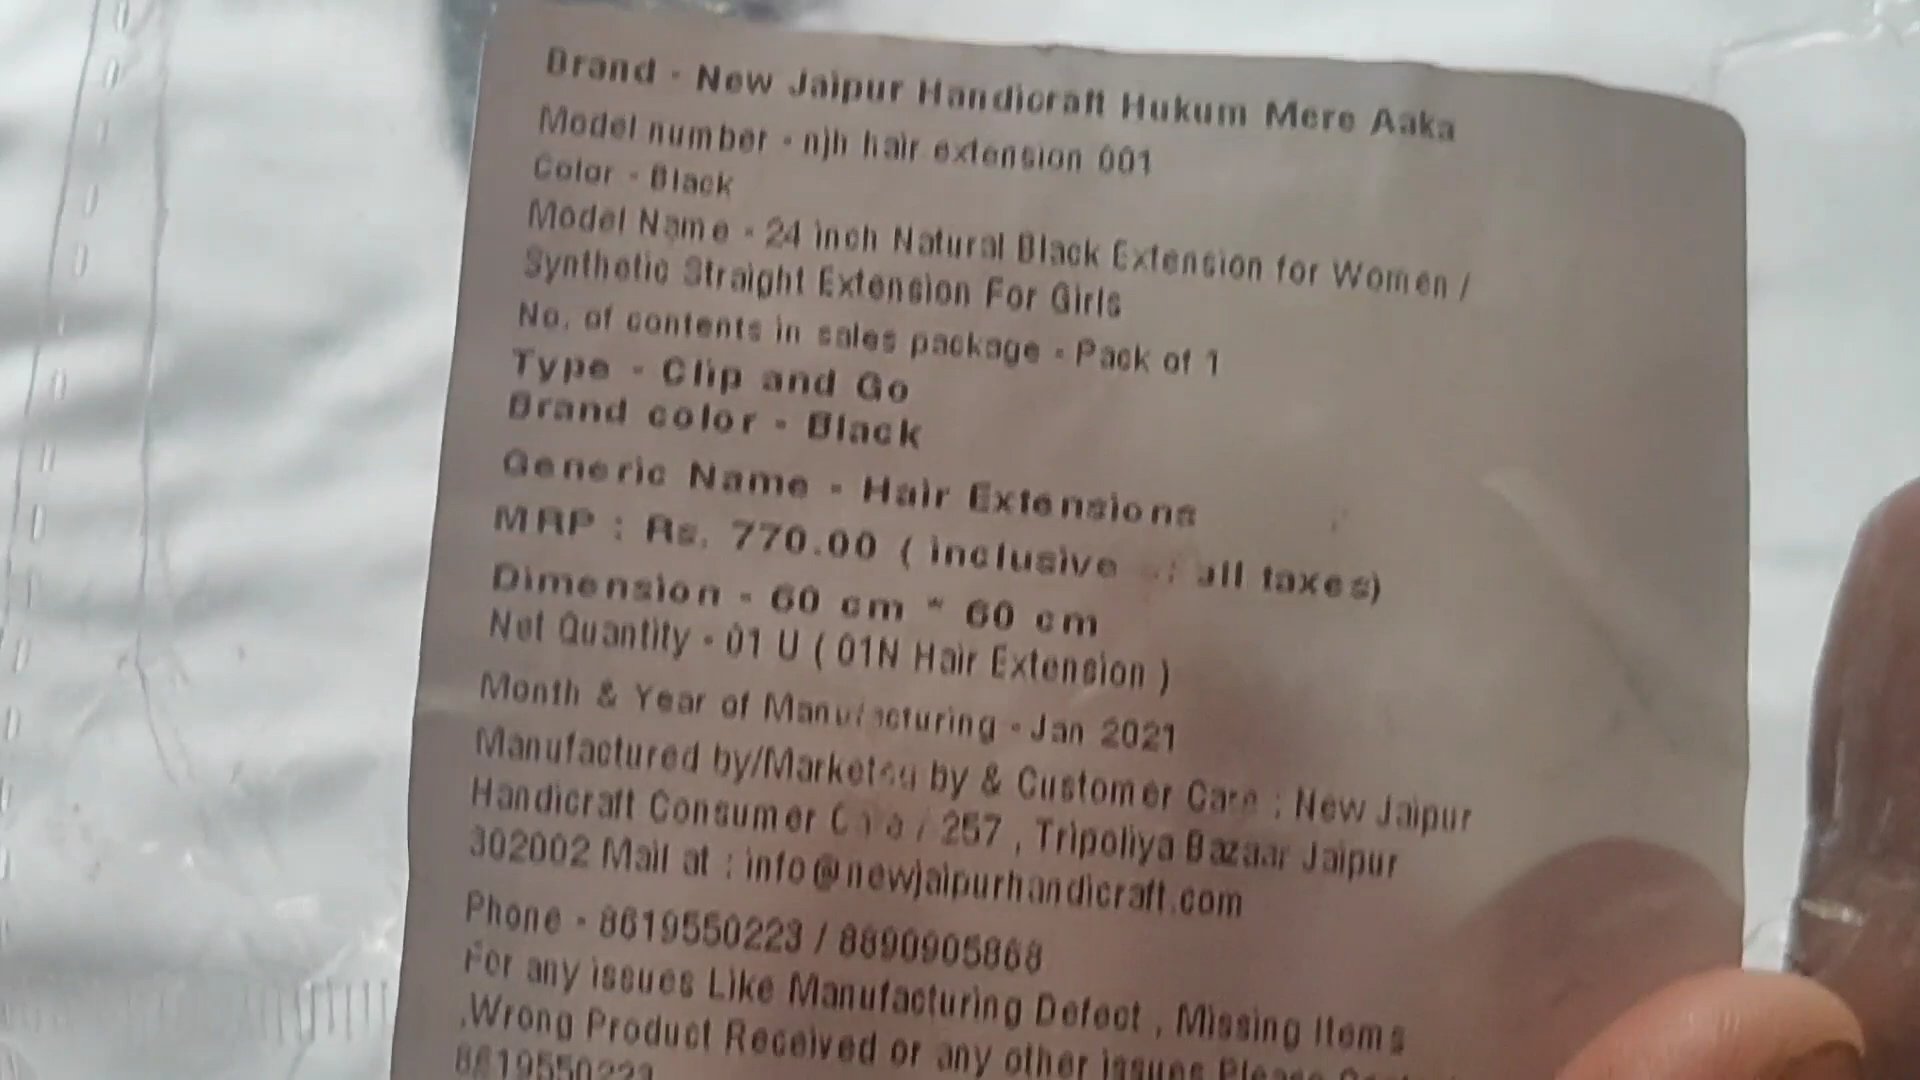 Brand - New Jaipur Handicraft Hukum Mere Aaka
Model number - njh hair extension 001
Color - Black
Model Name - 24 inch Natural Black Extension for Women /
Synthetic Straight Extension For Girls
No. of contents in sales package - Pack of 1
Type - Clip and Go
Brand color - Black
Generic Name - Hair Extensions
MRP : Rs. 770.00 ( inclusive of all taxes)
Dimension - 60 cm * 60 cm
Net Quantity - 01 U ( 01N Hair Extension )
Month & Year of Manufacturing - Jan 2021
Manufactured by/Marketed by & Customer Care : New Jaipur
Handicraft Consumer Care / 257 , Tripoliya Bazaar Jaipur
302002 Mail at : info@newjaipurhandicraft.com
Phone - 8619550223 / 8890905868
For any issues Like Manufacturing Defect , Missing Items
,Wrong Product Received or any other issues Please
8619550223